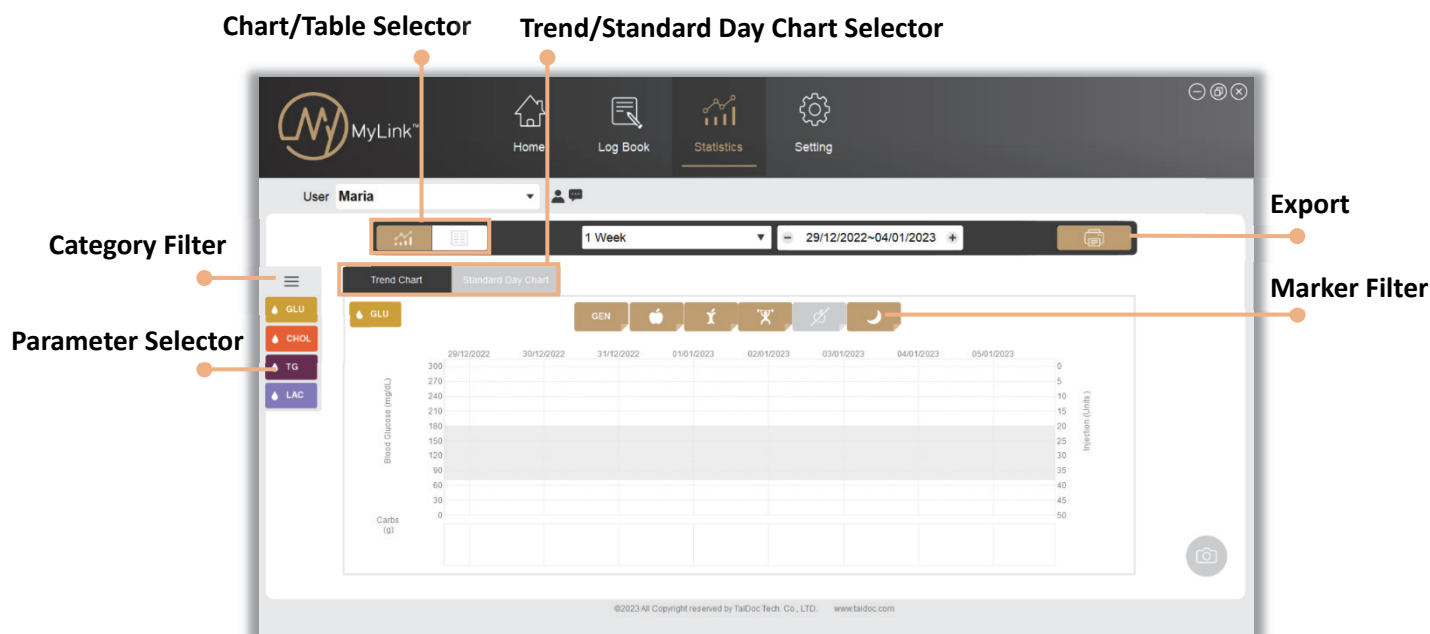 Chart/Table Selector
Trend/Standard Day Chart Selector
MyLink™
Home
Log Book
Statistics
Setting
User Maria
Export
1 Week
29/12/2022~04/01/2023
Category Filter
Trend Chart
Standard Day Chart
Marker Filter
GLU
GLU
GEN
CHOL
Parameter Selector
TG
LAC
29/12/2022 30/12/2022 31/12/2022 01/01/2023 02/01/2023 03/01/2023 04/01/2023 05/01/2023
300 0
270 5
240 10
210 15
180 20
150 25
120 30
90 35
60 40
30 45
0 50
Blood Glucose (mg/dL)
Injection (Units )
Carbs
(g)
©2023 All Copyright reserved by TaiDoc Tech. Co., LTD. www.taidoc.com